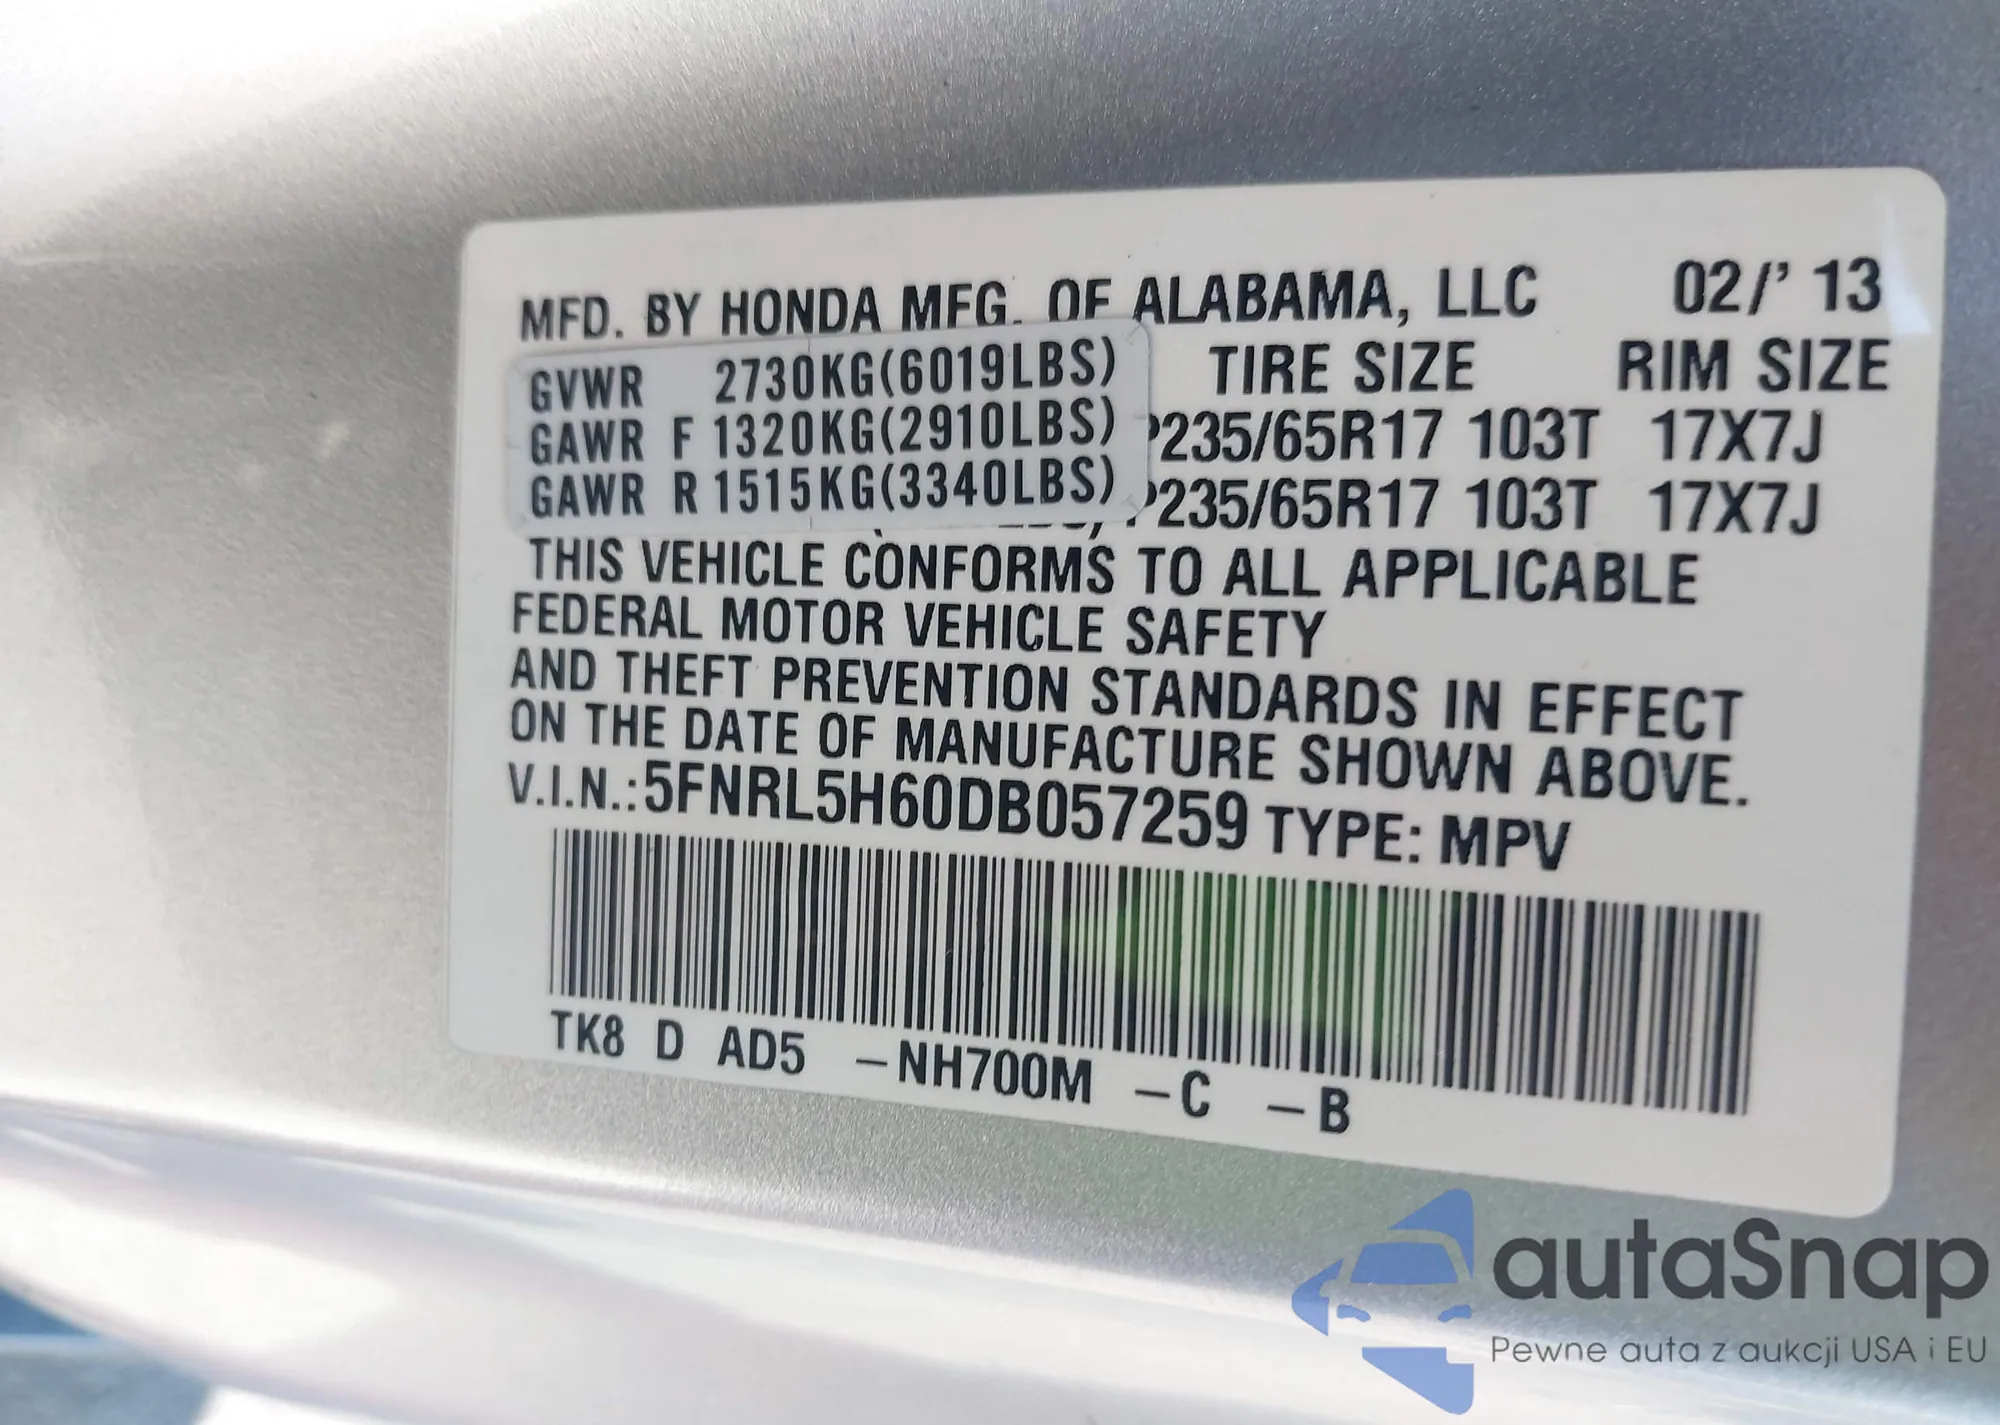 MFD. BY HONDA MFG. OF ALABAMA, LLC 02/'13
GVWR 2730KG(6019LBS) TIRE SIZE RIM SIZE
GAWR F 1320KG(2910LBS) P235/65R17 103T 17X7J
GAWR R 1515KG(3340LBS) P235/65R17 103T 17X7J
THIS VEHICLE CONFORMS TO ALL APPLICABLE
FEDERAL MOTOR VEHICLE SAFETY
AND THEFT PREVENTION STANDARDS IN EFFECT
ON THE DATE OF MANUFACTURE SHOWN ABOVE.
V.I.N.:5FNRL5H60DB057259 TYPE: MPV
TK8 D AD5 -NH700M -C -B
autaSnap
Pewne auta z aukcji USA i EU